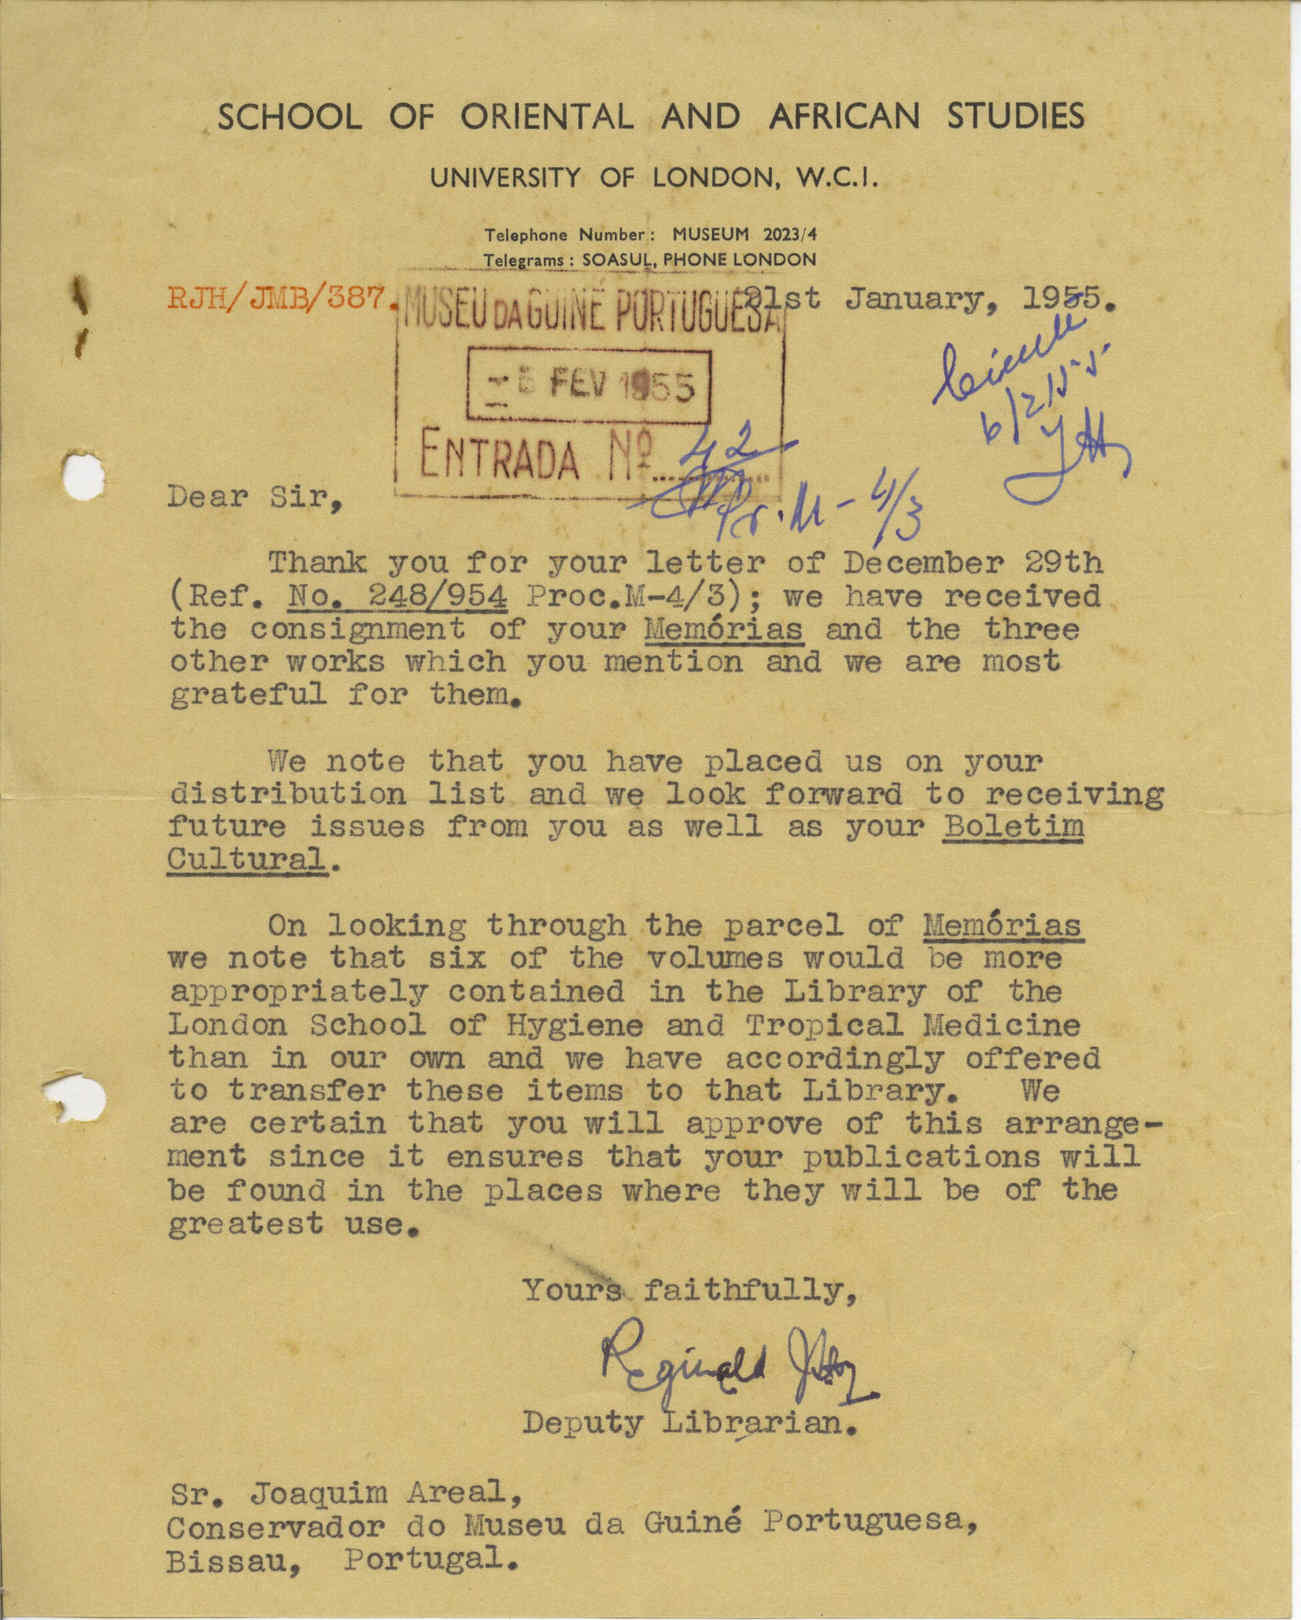 SCHOOL OF ORIENTAL AND AFRICAN STUDIES
UNIVERSITY OF LONDON, W.C.1.
Telephone Number: MUSEUM 2023/4
Telegrams: SOASUL, PHONE LONDON
RJH/JMB/387.
21st January, 1955.
MUSEU DA GUINÉ PORTUGUESA
FEV 1955
ENTRADA Nº 42
6/2/55
Pr. M - 4/3
Dear Sir,
Thank you for your letter of December 29th
(Ref. No. 248/954 Proc.M-4/3); we have received
the consignment of your Memórias and the three
other works which you mention and we are most
grateful for them.
We note that you have placed us on your
distribution list and we look forward to receiving
future issues from you as well as your Boletim
Cultural.
On looking through the parcel of Memórias
we note that six of the volumes would be more
appropriately contained in the Library of the
London School of Hygiene and Tropical Medicine
than in our own and we have accordingly offered
to transfer these items to that Library. We
are certain that you will approve of this arrange-
ment since it ensures that your publications will
be found in the places where they will be of the
greatest use.
Yours faithfully,
Reginald
Deputy Librarian.
Sr. Joaquim Areal,
Conservador do Museu da Guiné Portuguesa,
Bissau, Portugal.